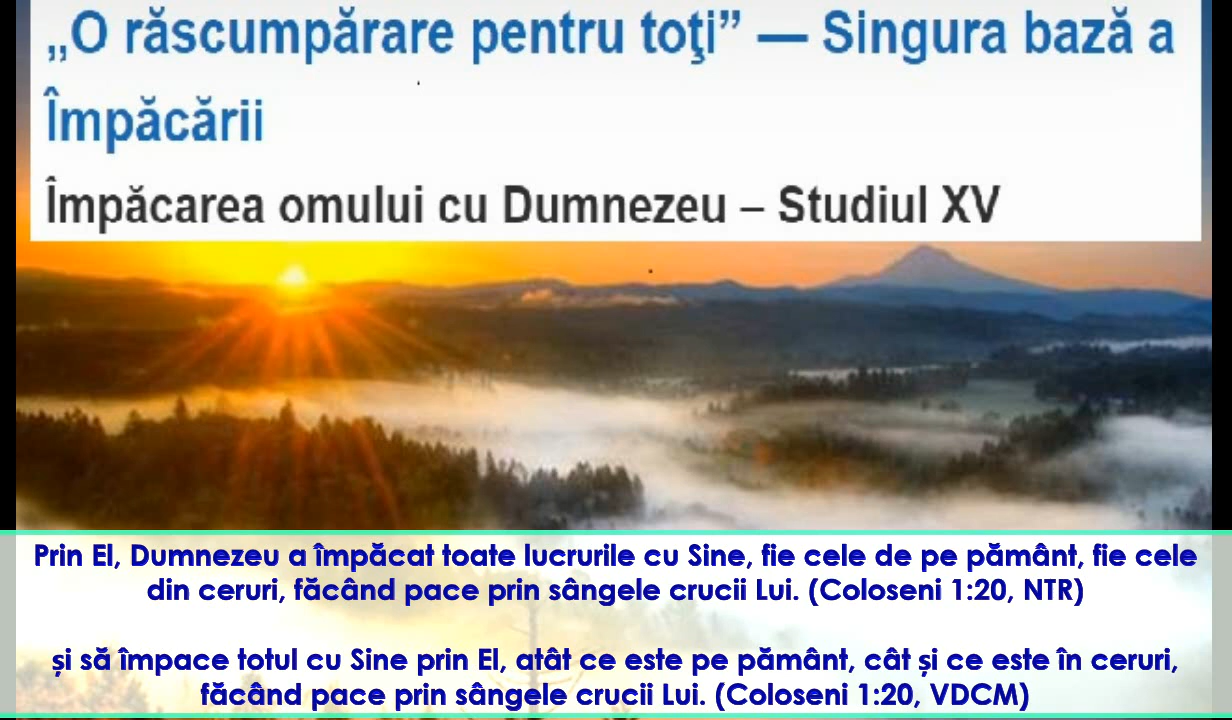 „O răscumpărare pentru toţi” — Singura bază a
Împăcării
Împăcarea omului cu Dumnezeu – Studiul XV
Prin El, Dumnezeu a împăcat toate lucrurile cu Sine, fie cele de pe pământ, fie cele
din ceruri, făcând pace prin sângele crucii Lui. (Coloseni 1:20, NTR)
și să împace totul cu Sine prin El, atât ce este pe pământ, cât și ce este în ceruri,
făcând pace prin sângele crucii Lui. (Coloseni 1:20, VDCM)